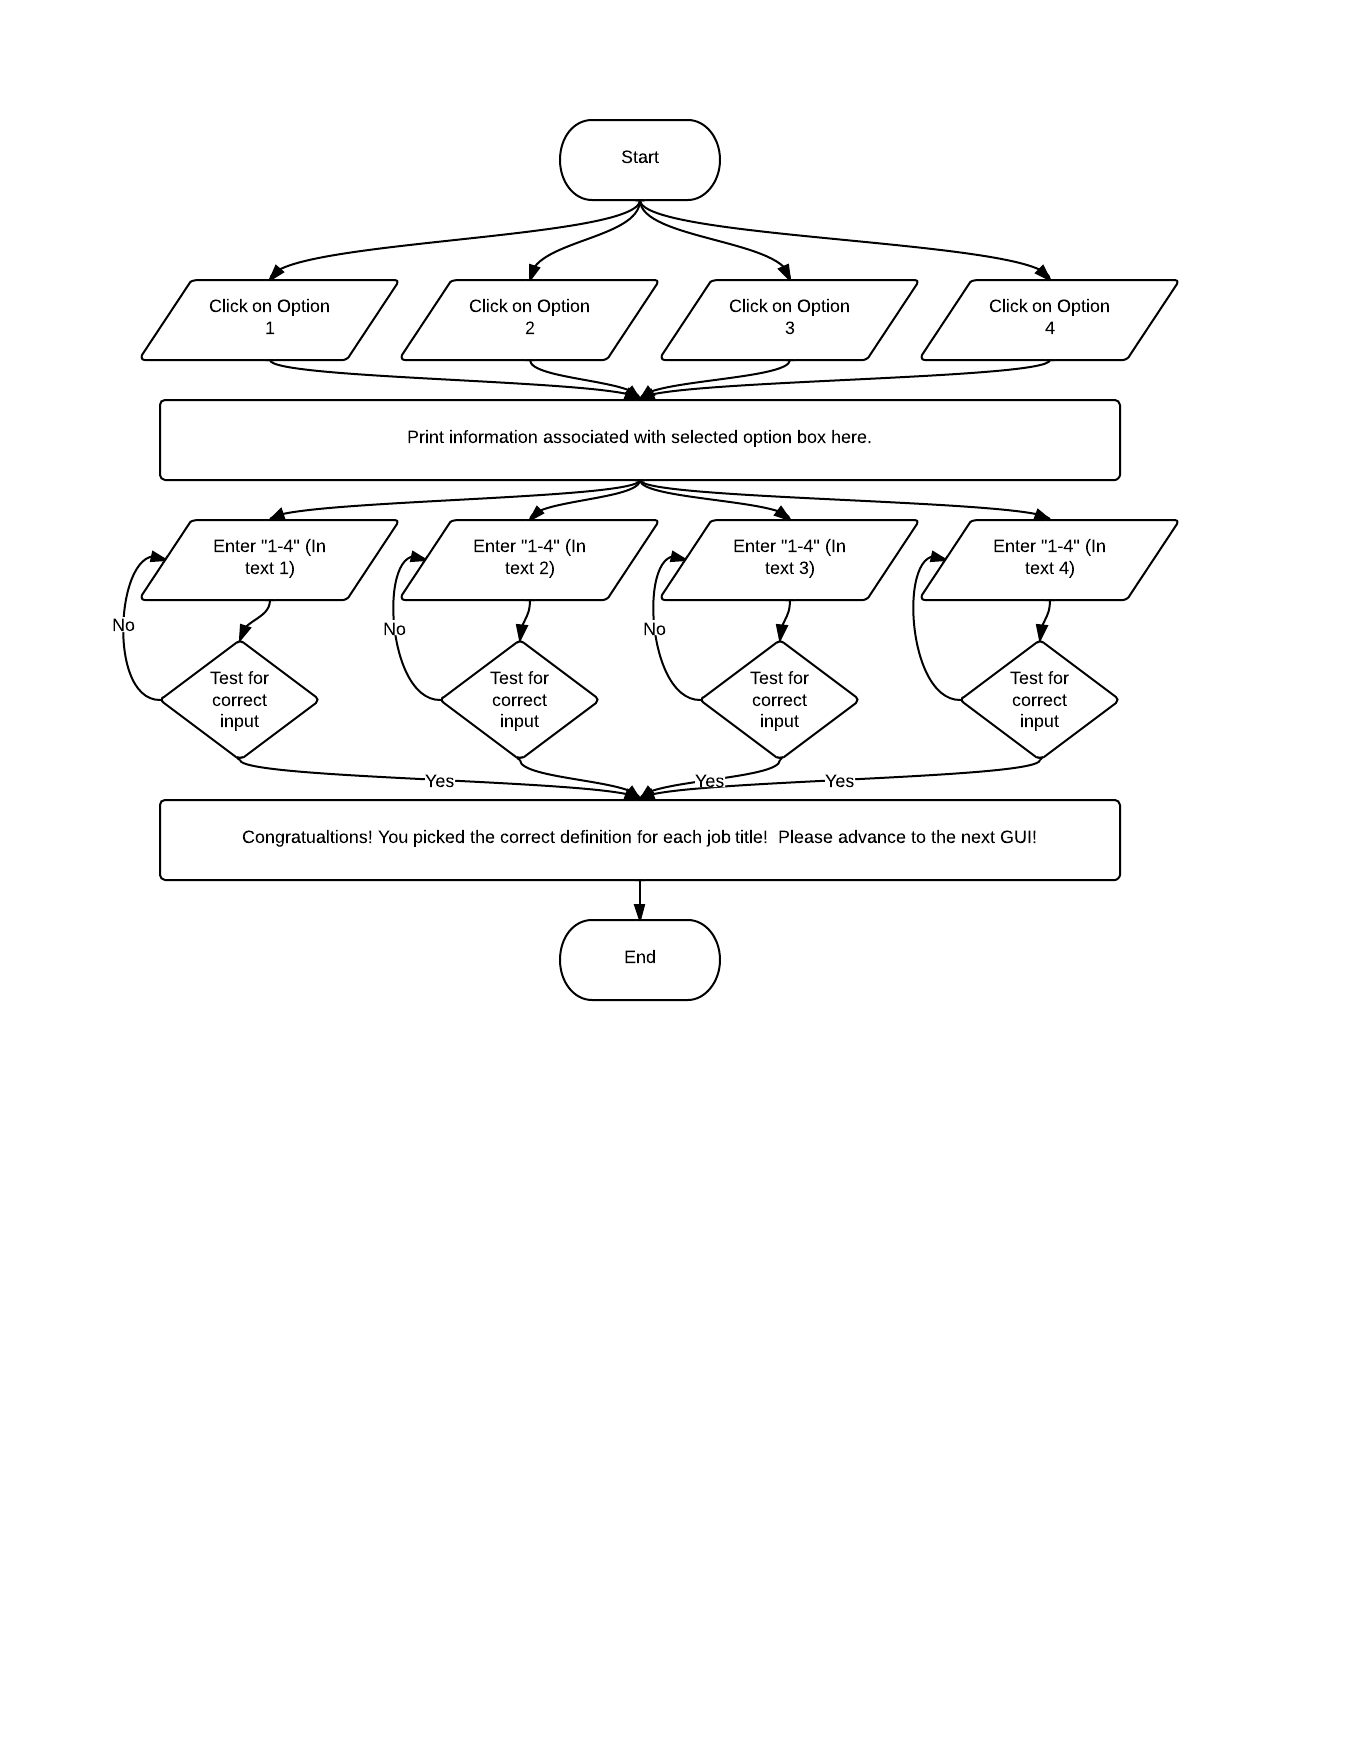 Start
Click on Option
1
Click on Option
2
Click on Option
3
Click on Option
4
Print information associated with selected option box here.
Enter "1-4" (In
text 1)
Enter "1-4" (In
text 2)
Enter "1-4" (In
text 3)
Enter "1-4" (In
text 4)
No
No
No
Test for
correct
input
Test for
correct
input
Test for
correct
input
Test for
correct
input
Yes
Yes
Yes
Congratualtions! You picked the correct definition for each job title!  Please advance to the next GUI!
End